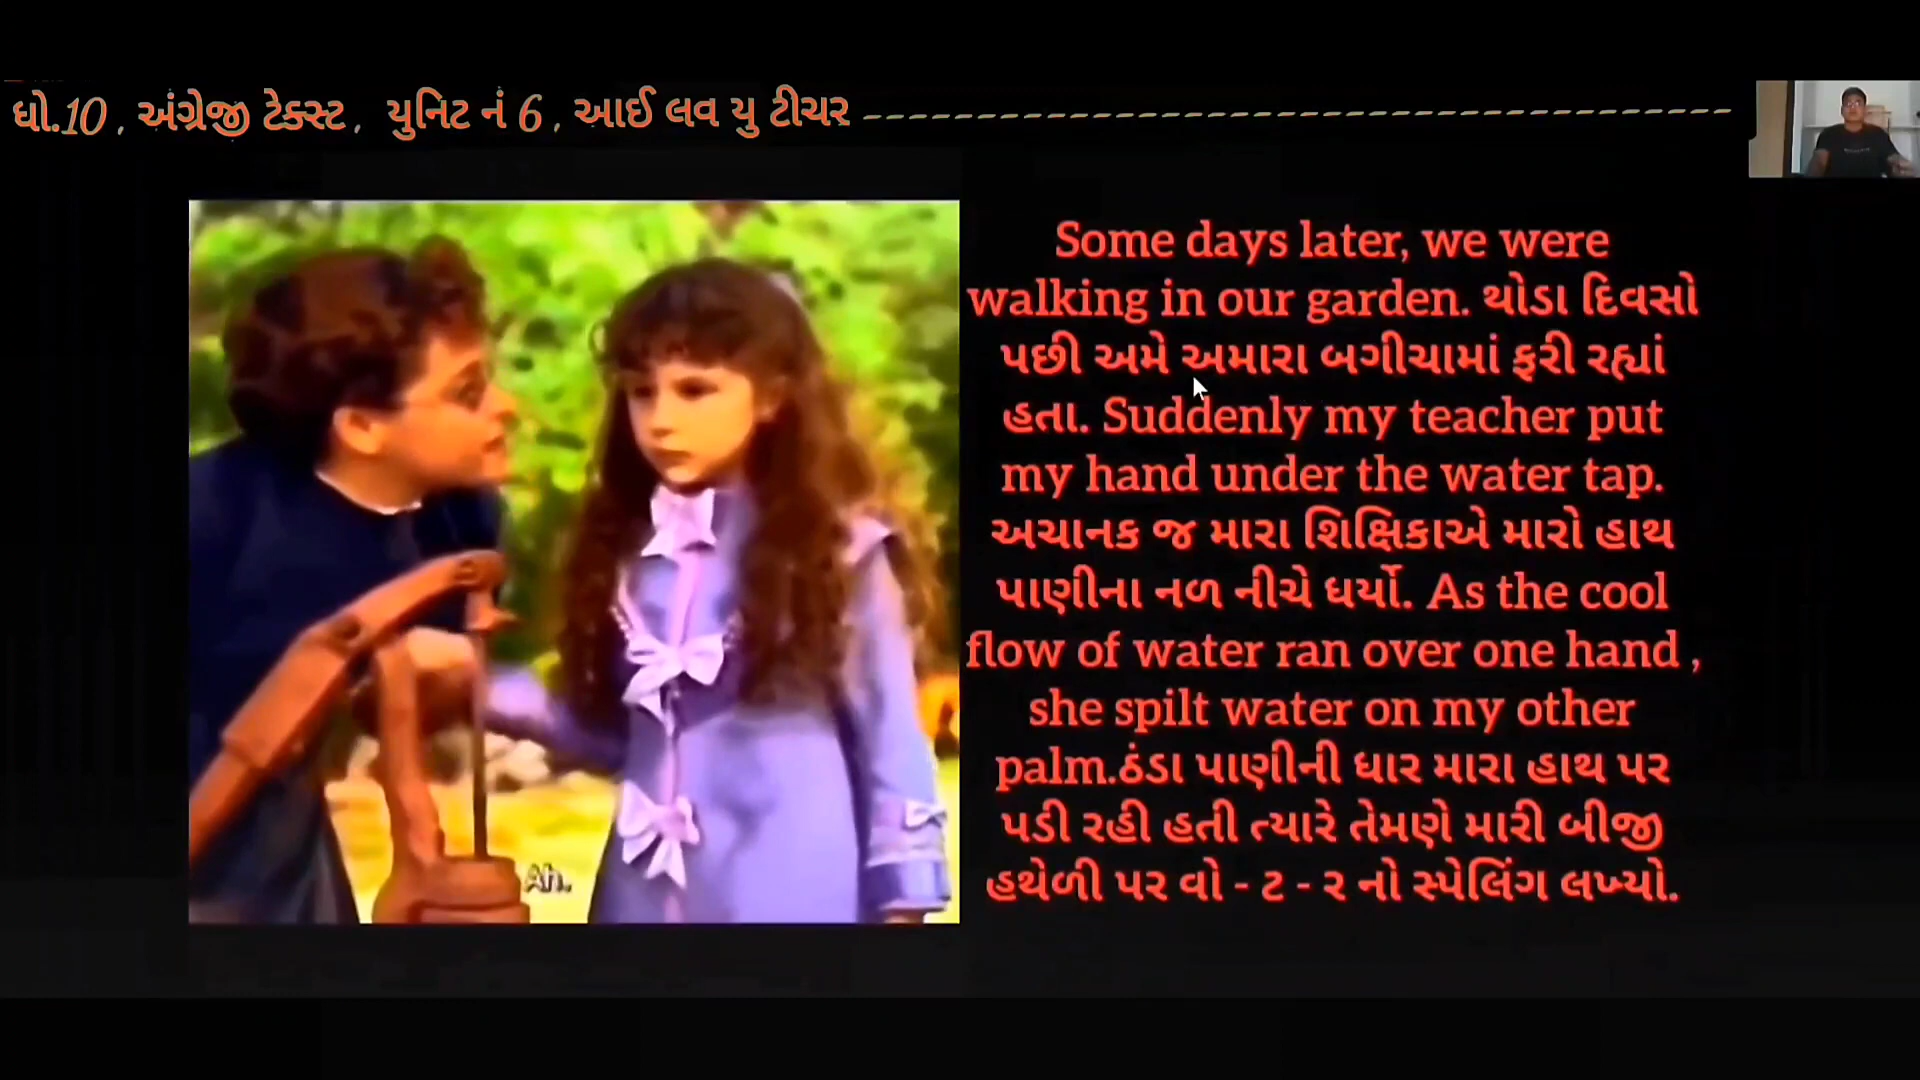 ધો.10 , અંગ્રેજી ટેક્સ્ટ , યુનિટ નં 6 , આઈ લવ યુ ટીચર
Some days later, we were
walking in our garden. થોડા દિવસો
પછી અમે અમારા બગીચામાં ફરી રહ્યાં
હતા. Suddenly my teacher put
my hand under the water tap.
અચાનક જ મારા શિક્ષિકાએ મારો હાથ
પાણીના નળ નીચે ધર્યો. As the cool
flow of water ran over one hand ,
she spilt water on my other
palm.ઠંડા પાણીની ધાર મારા હાથ પર
પડી રહી હતી ત્યારે તેમણે મારી બીજી
હથેળી પર વો - ટ - ર નો સ્પેલિંગ લખ્યો.
Ah.